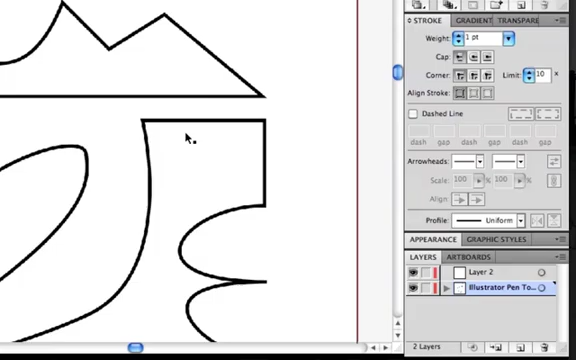 STROKE GRADIENT TRANSPARE
Weight: 1 pt
Cap:
Corner: Limit: 10 x
Align Stroke:
Dashed Line
dash gap dash gap dash gap
Arrowheads:
Scale: 100 % 100 %
Align:
Profile: Uniform
APPEARANCE GRAPHIC STYLES
LAYERS ARTBOARDS
Layer 2
Illustrator Pen To...
2 Layers